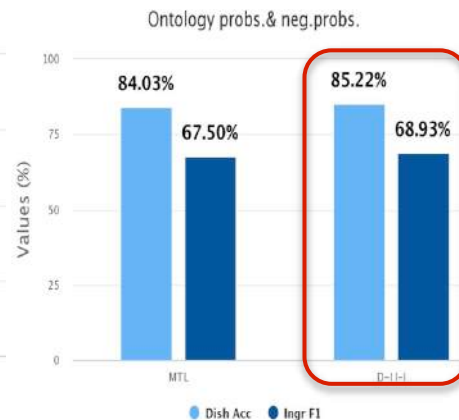 Ontology probs.& neg.probs.
100
84.03%
85.22%
75
67.50%
68.93%
Values (%)
50
25
0
MTL
Dish Acc Ingr F1